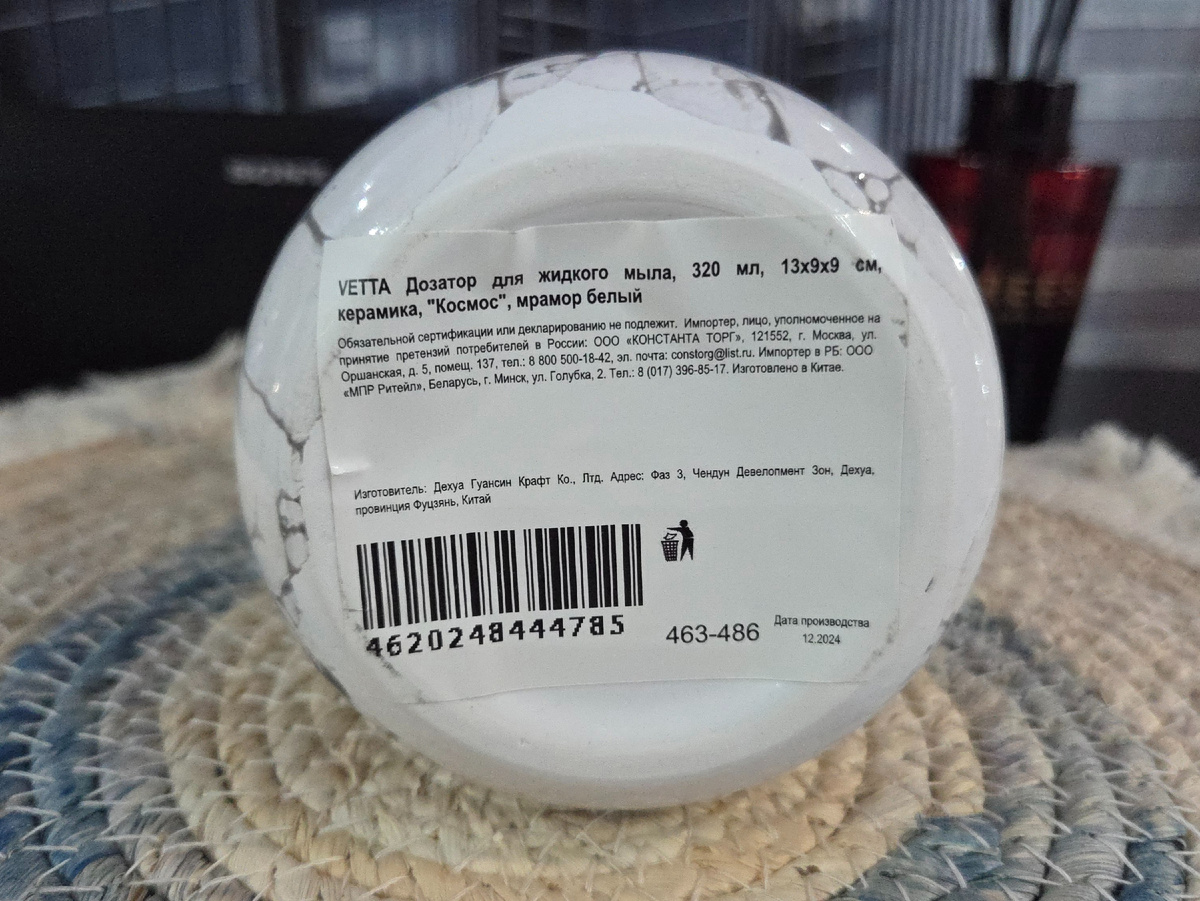 SONY
VETTA Дозатор для жидкого мыла, 320 мл, 13x9x9 см,
керамика, "Космос", мрамор белый
Обязательной сертификации или декларированию не подлежит. Импортер, лицо, уполномоченное на
принятие претензий потребителей в России: ООО «КОНСТАНТА ТОРГ», 121552, г. Москва, ул.
Оршанская, д. 5, помещ. 137, тел.: 8 800 500-18-42, эл. почта: constorg@list.ru. Импортер в РБ: ООО
«МПР Ритейл», Беларусь, г. Минск, ул. Голубка, 2. Тел.: 8 (017) 396-85-17. Изготовлено в Китае.
Изготовитель: Дехуа Гуансин Крафт Ко., Лтд. Адрес: Фаз 3, Чендун Девелопмент Зон, Дехуа,
провинция Фуцзянь, Китай
4620248444785
463-486
Дата производства
12.2024